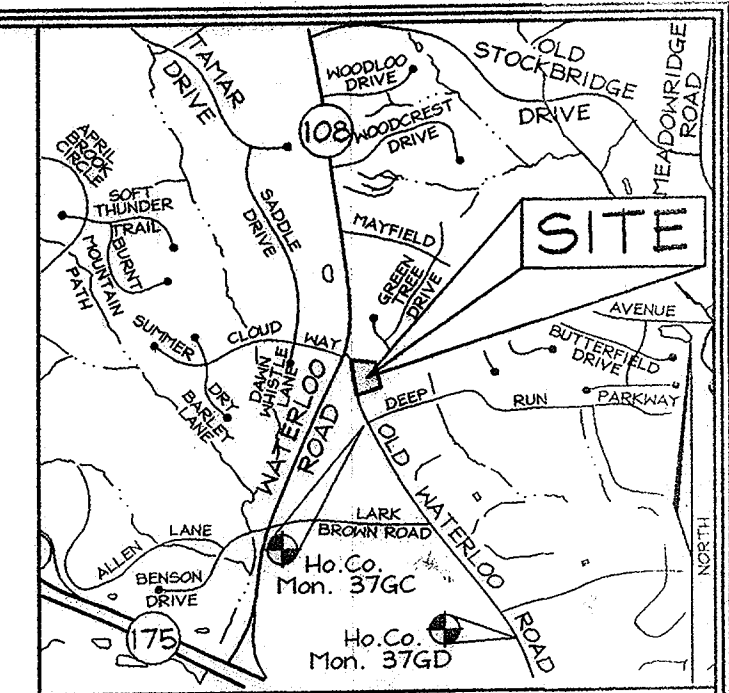 TAMAR
DRIVE
WOODLOO
DRIVE
OLD
STOCKBRIDGE
DRIVE
MEADOWRIDGE
ROAD
108
WOODCREST
DRIVE
APRIL
BROOK
CIRCLE
SOFT
THUNDER
TRAIL
BURNT
MOUNTAIN
PATH
SADDLE
DRIVE
MAYFIELD
SITE
GREEN
TREE
DRIVE
AVENUE
BUTTERFIELD
DRIVE
SUMMER
CLOUD
WAY
DAWN
WHISTLE
LANE
DRY
BARLEY
LANE
WATERLOO
ROAD
DEEP
RUN
PARKWAY
OLD
WATERLOO
ROAD
LARK
BROWN ROAD
ALLEN
LANE
BENSON
DRIVE
Ho.Co.
Mon. 37GC
175
Ho.Co.
Mon. 37GD
NORTH